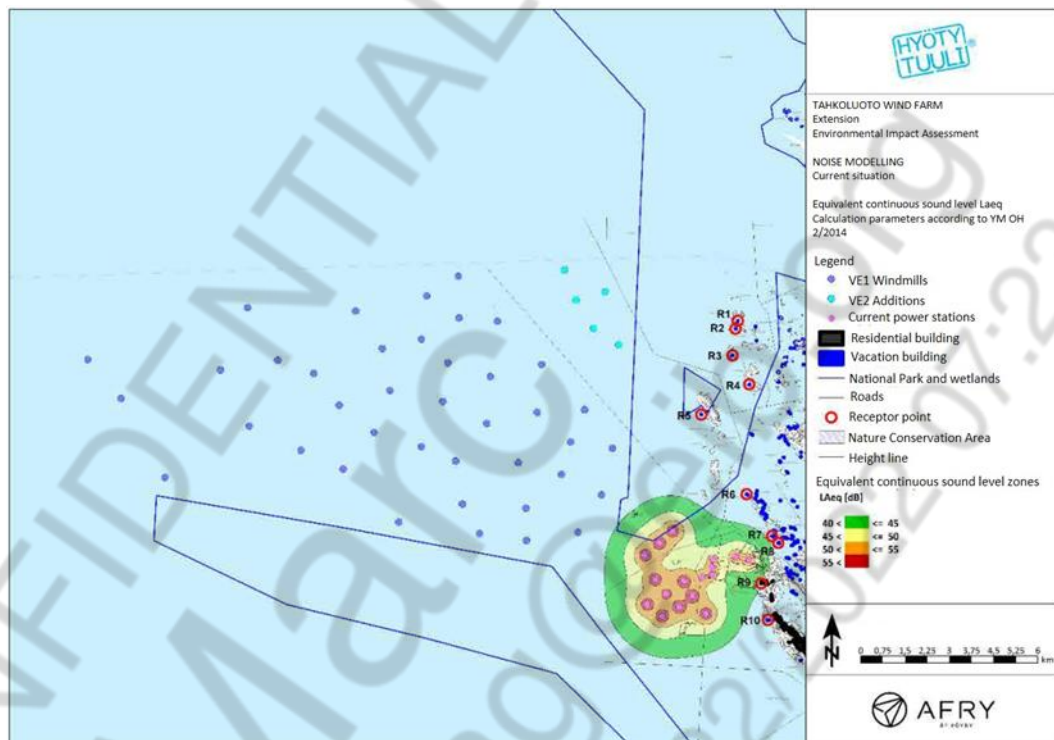 HYÖTY
TUULI
®
TAHKOLUOTO WIND FARM
Extension
Environmental Impact Assessment
NOISE MODELLING
Current situation
Equivalent continuous sound level Laeq
Calculation parameters according to YM OH
2/2014
Legend
VE1 Windmills
VE2 Additions
Current power stations
Residential building
Vacation building
National Park and wetlands
Roads
Receptor point
Nature Conservation Area
Height line
Equivalent continuous sound level zones
LAeq [dB]
40 < <= 45
45 < <= 50
50 < <= 55
55 <
R1
R2
R3
R4
R5
R6
R7
R8
R9
R10
N
0 0,75 1,5 2,25 3 3,75 4,5 5,25 6
km
AFRY
CONFIDENTIAL
Marc